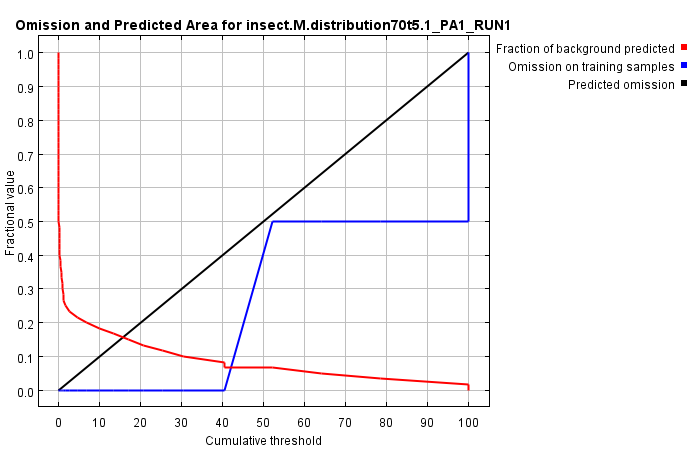 Omission and Predicted Area for insect.M.distribution70t5.1_PA1_RUN1
Fraction of background predicted
Omission on training samples
Predicted omission
Fractional value
1.0
0.9
0.8
0.7
0.6
0.5
0.4
0.3
0.2
0.1
0.0
0 10 20 30 40 50 60 70 80 90 100
Cumulative threshold